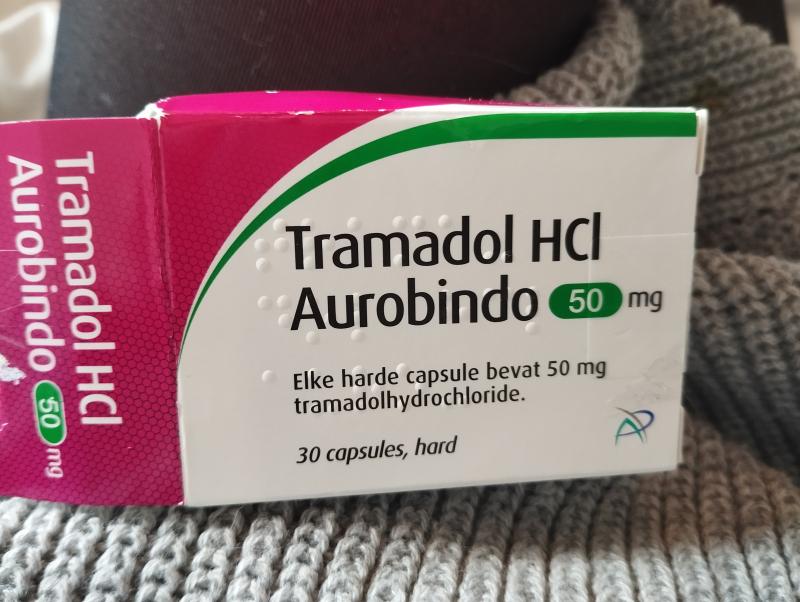 Tramadol HCl
Aurobindo 50 mg
Tramadol HCl
Aurobindo 50 mg
Elke harde capsule bevat 50 mg
tramadolhydrochloride.
30 capsules, hard